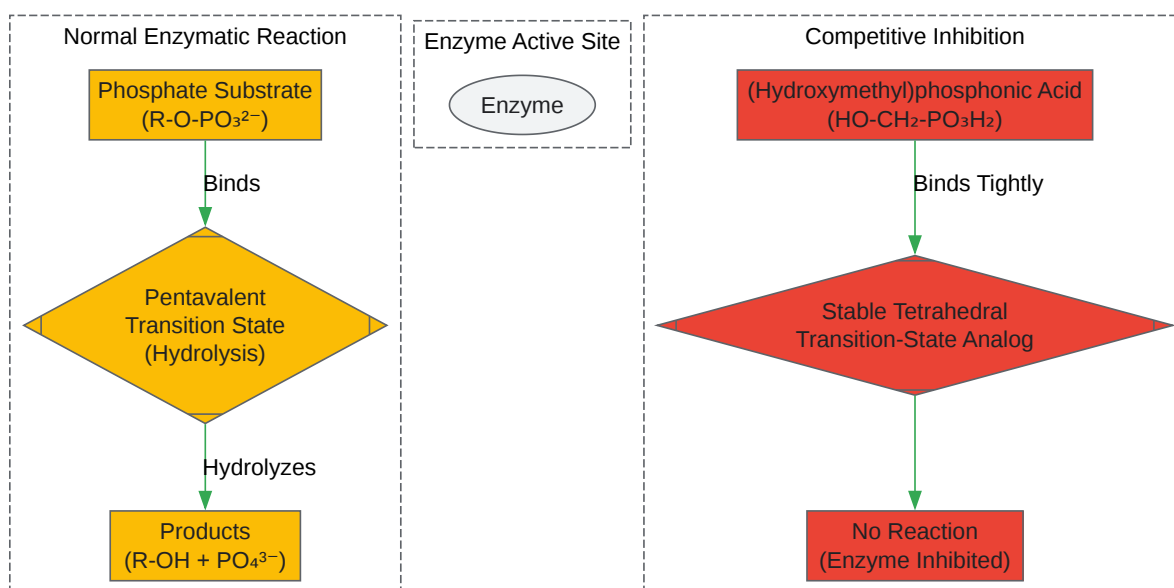 Normal Enzymatic Reaction
Phosphate Substrate
(R-O-PO₃²⁻)
Binds
Pentavalent
Transition State
(Hydrolysis)
Hydrolyzes
Products
(R-OH + PO₄³⁻)
Enzyme Active Site
Enzyme
Competitive Inhibition
(Hydroxymethyl)phosphonic Acid
(HO-CH₂-PO₃H₂)
Binds Tightly
Stable Tetrahedral
Transition-State Analog
No Reaction
(Enzyme Inhibited)